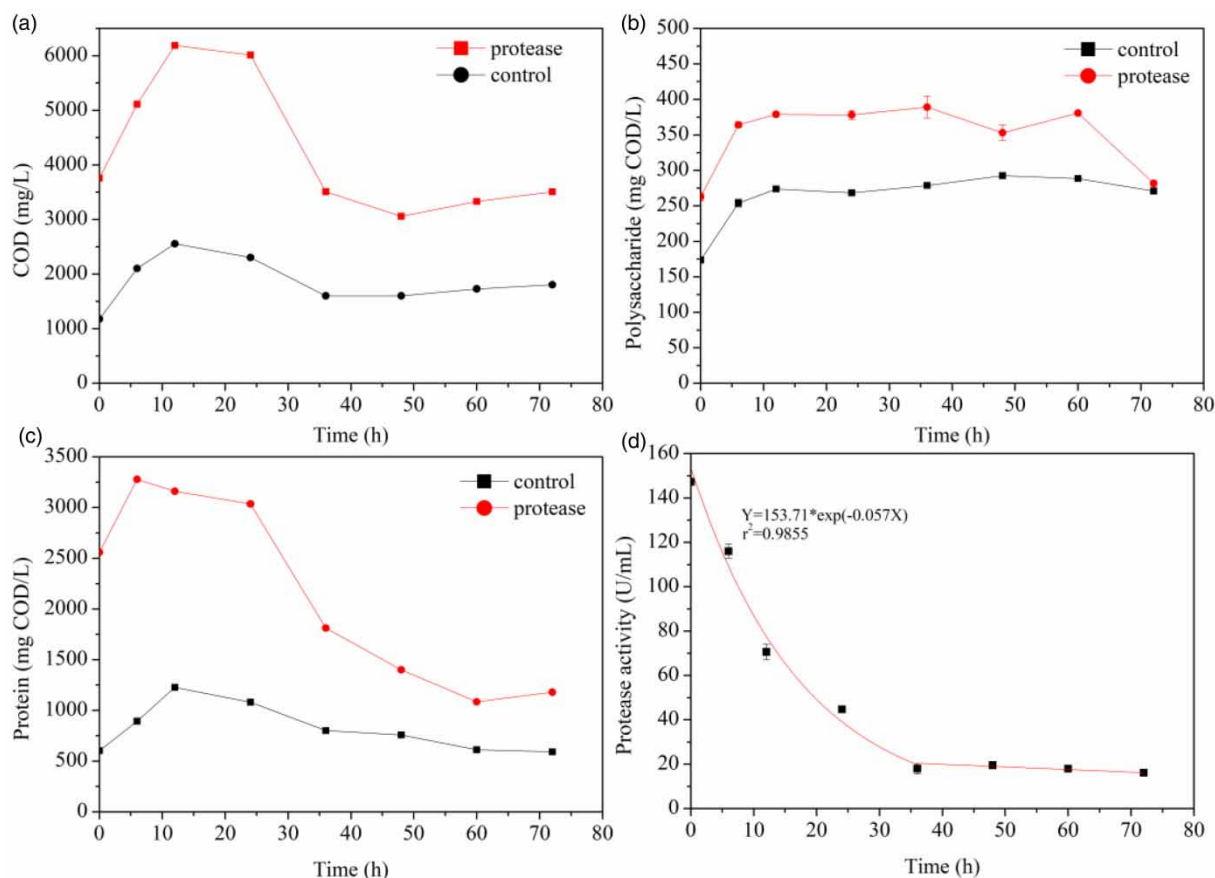 (a)
6000
5000
4000
3000
2000
1000
0
COD (mg/L)
protease
control
0 10 20 30 40 50 60 70 80
Time (h)
(b)
500
450
400
350
300
250
200
150
100
50
0
Polysaccharide (mg COD/L)
control
protease
0 10 20 30 40 50 60 70 80
Time (h)
(c)
3500
3000
2500
2000
1500
1000
500
0
Protein (mg COD/L)
control
protease
0 10 20 30 40 50 60 70 80
Time (h)
(d)
160
140
120
100
80
60
40
20
0
Protease activity (U/mL)
Y=153.71*exp(-0.057X)
r²=0.9855
0 10 20 30 40 50 60 70 80
Time (h)